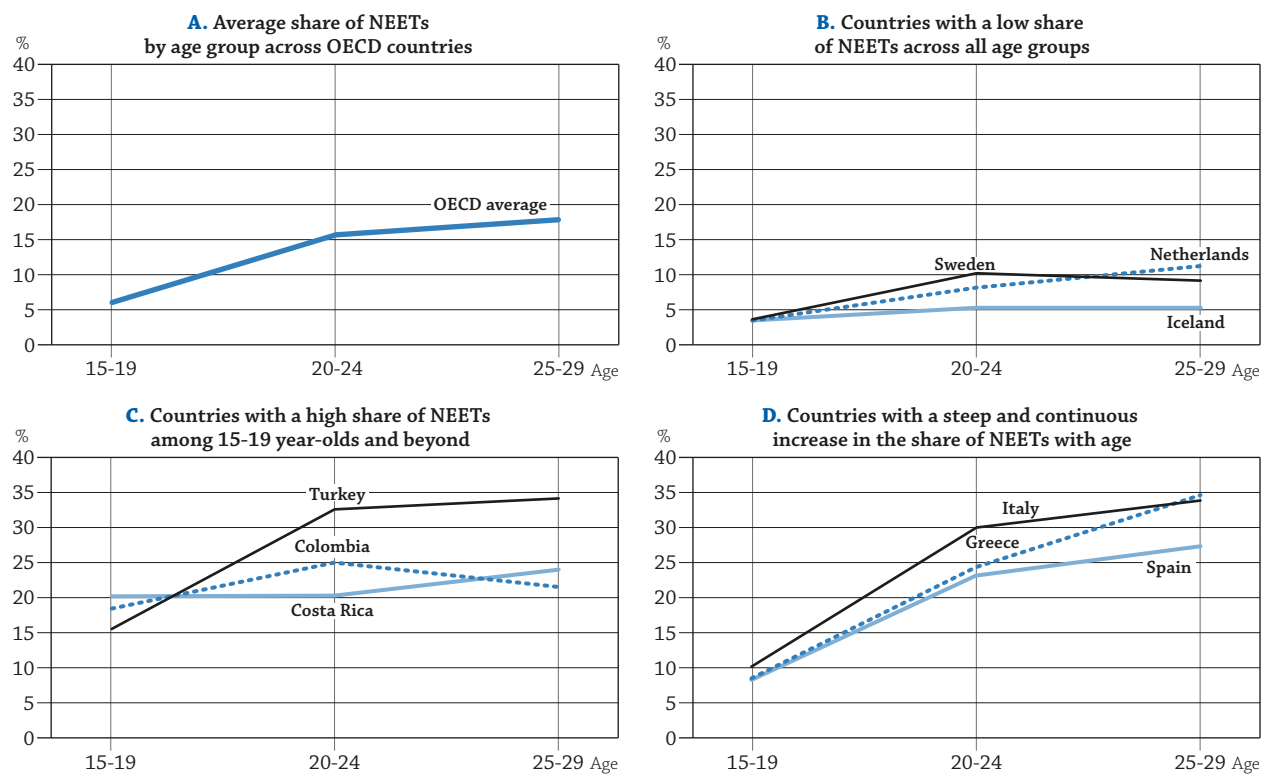 A. Average share of NEETs
by age group across OECD countries
%
40
35
30
25
20
15
10
5
0
OECD average
15-19
20-24
25-29 Age
B. Countries with a low share
of NEETs across all age groups
%
40
35
30
25
20
15
10
5
0
Netherlands
Sweden
Iceland
15-19
20-24
25-29 Age
C. Countries with a high share of NEETs
among 15-19 year-olds and beyond
%
40
35
30
25
20
15
10
5
0
Turkey
Colombia
Costa Rica
15-19
20-24
25-29 Age
D. Countries with a steep and continuous
increase in the share of NEETs with age
%
40
35
30
25
20
15
10
5
0
Italy
Greece
Spain
15-19
20-24
25-29 Age